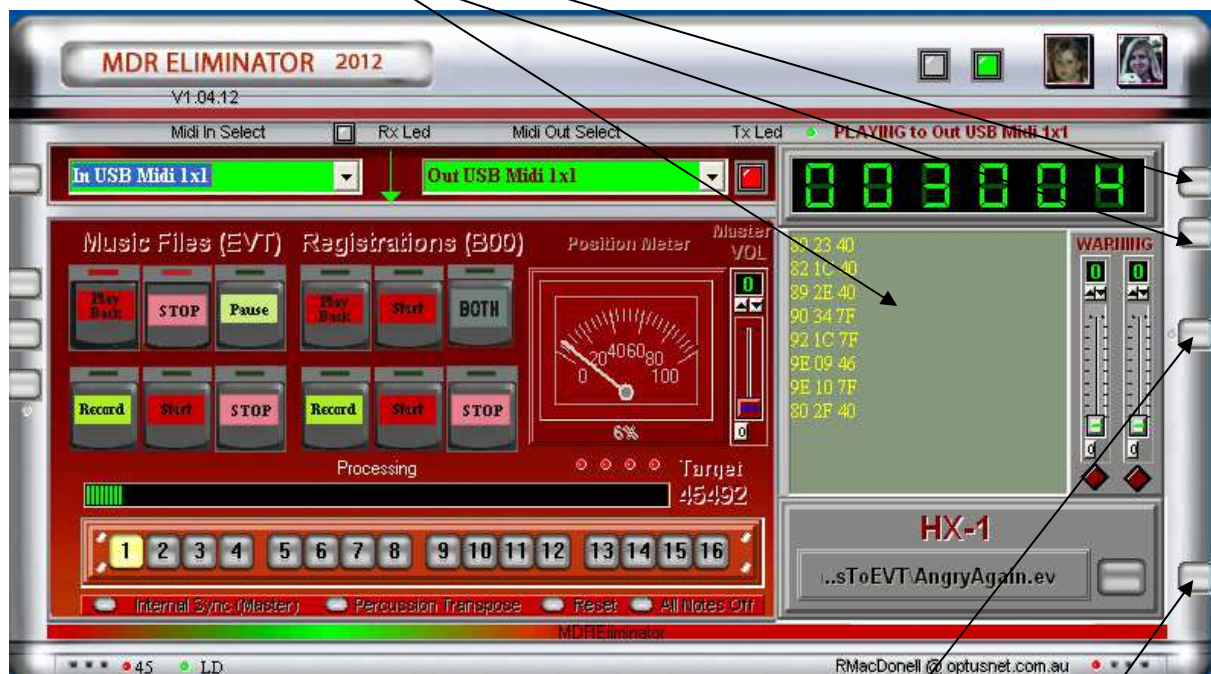 MDR ELIMINATOR 2012
V1.04.12
Midi In Select Rx Led Midi Out Select Tx Led PLAYING to Out USB Midi 1x1
In USB Midi 1x1 Out USB Midi 1x1 003004
Music Files (EVT) Registrations (B00) Position Meter Master VOL WARNING
Play Back STOP Pause Play Back Start BOTH
0 0 0
0 20 40 60 80 100
Record Start STOP Record Start STOP
6% 0 0 0
80 23 40
82 1C 40
89 2E 40
90 34 7F
92 1C 7F
9E 09 46
9E 10 7F
80 2F 40
Processing Target
45492
1 2 3 4 5 6 7 8 9 10 11 12 13 14 15 16
HX-1
..sToEVT\AngryAgain.ev
Internal Sync (Master) Percussion Transpose Reset All Notes Off
MDREliminator
45 LD RMacDonell @ optusnet.com.au